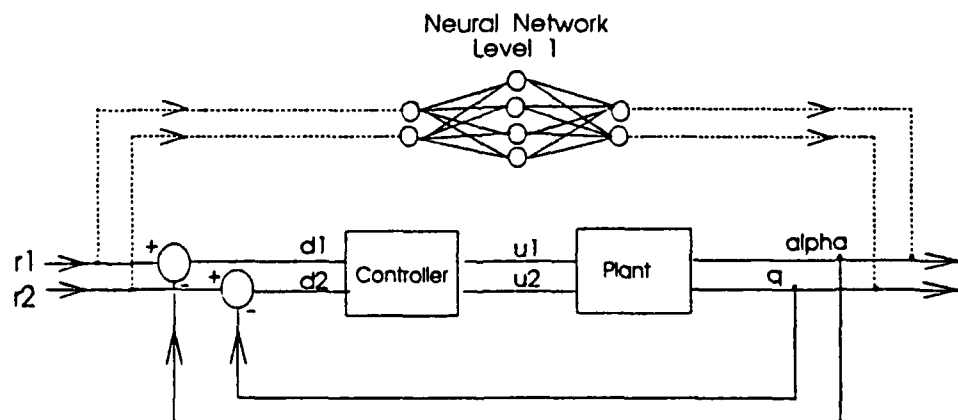 Neural Network
Level 1
r1
r2
+
-
+
-
d1
d2
Controller
u1
u2
Plant
alpha
q